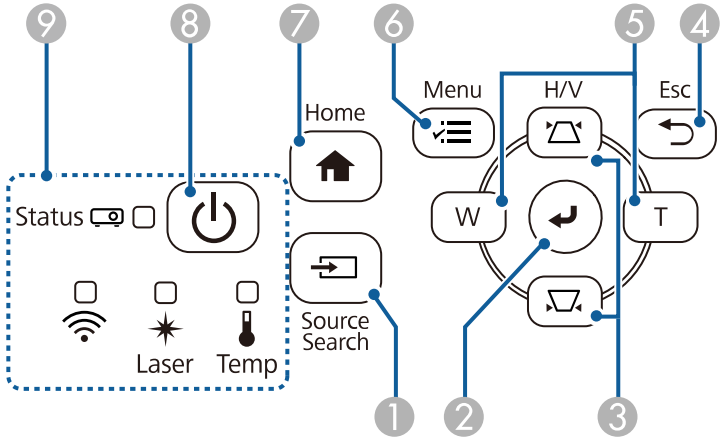 9 8 7 6 5 4
Menu H/V Esc
Home
Status W T
Source
Search
Laser Temp
1 2 3